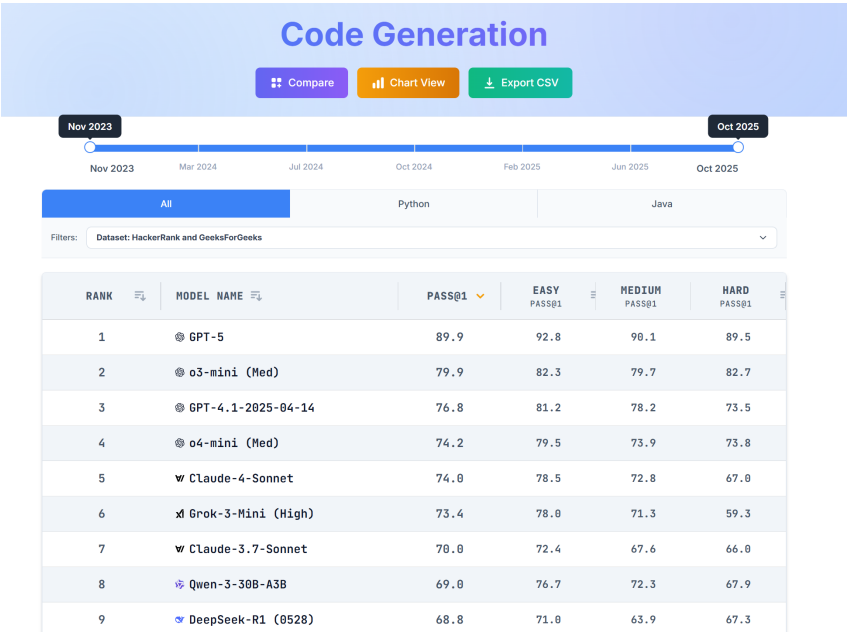 Code Generation
Compare Chart View Export CSV
Nov 2023 Oct 2025
Nov 2023 Mar 2024 Jul 2024 Oct 2024 Feb 2025 Jun 2025 Oct 2025
All Python Java
Filters: Dataset: HackerRank and GeeksForGeeks
RANK MODEL NAME PASS@1 EASY PASS@1 MEDIUM PASS@1 HARD PASS@1
1 GPT-5 89.9 92.8 90.1 89.5
2 o3-mini (Med) 79.9 82.3 79.7 82.7
3 GPT-4.1-2025-04-14 76.8 81.2 78.2 73.5
4 o4-mini (Med) 74.2 79.5 73.9 73.8
5 Claude-4-Sonnet 74.0 78.5 72.8 67.0
6 Grok-3-Mini (High) 73.4 78.0 71.3 59.3
7 Claude-3.7-Sonnet 70.0 72.4 67.6 66.0
8 Qwen-3-30B-A3B 69.0 76.7 72.3 67.9
9 DeepSeek-R1 (0528) 68.8 71.0 63.9 67.3